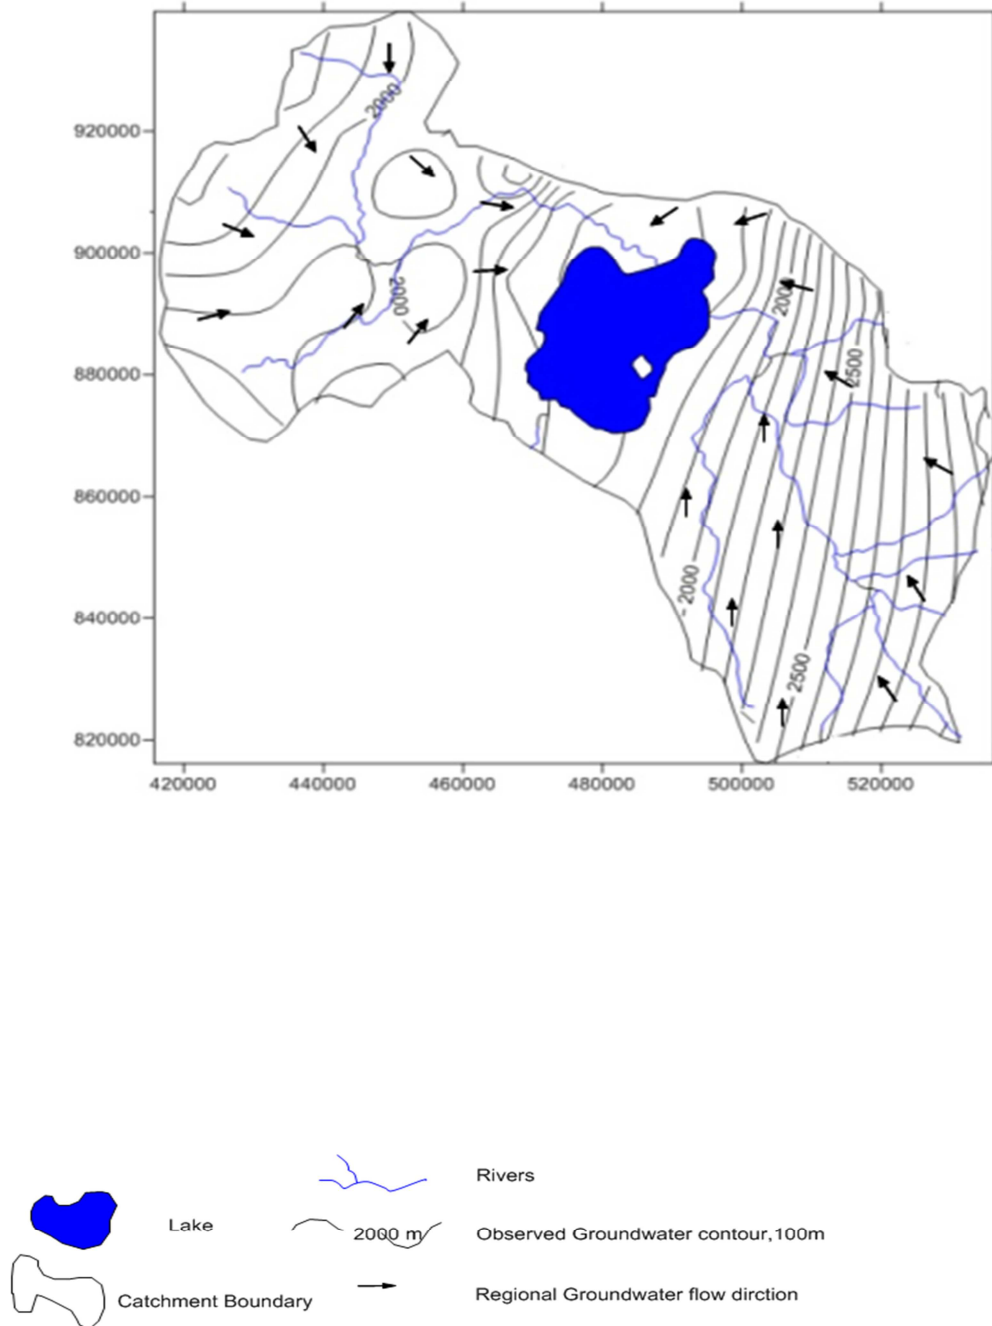 2000
920000
900000
2000
2000
880000
2500
860000
2000
840000
2500
820000
420000 440000 460000 480000 500000 520000
Rivers
Lake
2000 m
Observed Groundwater contour,100m
Catchment Boundary
Regional Groundwater flow dirction